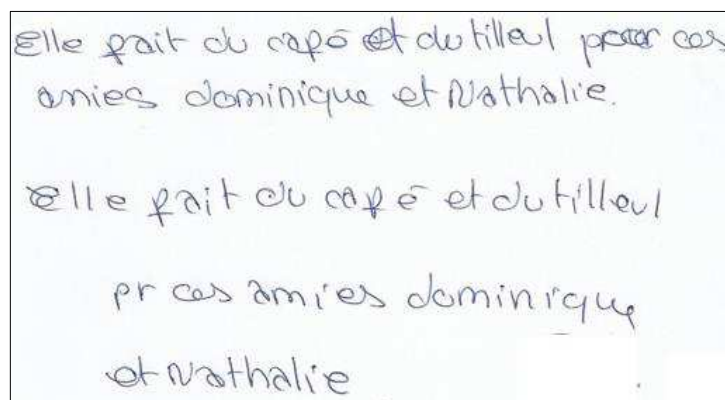 Elle fait du café et du tilleul pour ces
amies dominique et Nathalie.
Elle fait du café et du tilleul
pr ces amies dominique
et Nathalie